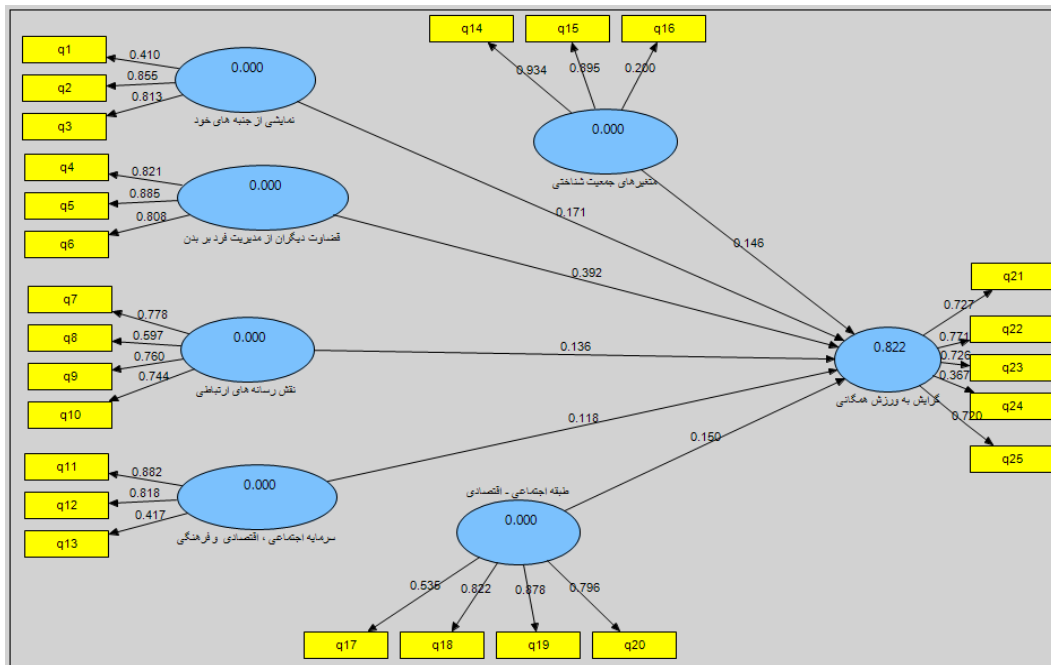 q14
q15
q16
0.934
0.895
0.200
0.000
متغیرهای جمعیت شناختی
0.146
q1
q2
q3
0.410
0.855
0.813
0.000
نمایشی از جنبه های خود
0.171
q4
q5
q6
0.821
0.885
0.808
0.000
قضاوت دیگران از مدیریت فرد بر بدن
0.392
q7
q8
q9
q10
0.778
0.597
0.760
0.744
0.000
نقش رسانه های ارتباطی
0.136
q11
q12
q13
0.882
0.818
0.417
0.000
سرمایه اجتماعی ، اقتصادی و فرهنگی
0.118
طبقه اجتماعی - اقتصادی
0.000
0.150
0.535
0.822
0.878
0.796
q17
q18
q19
q20
0.822
گرایش به ورزش همگانی
0.727
0.771
0.726
0.367
0.720
q21
q22
q23
q24
q25